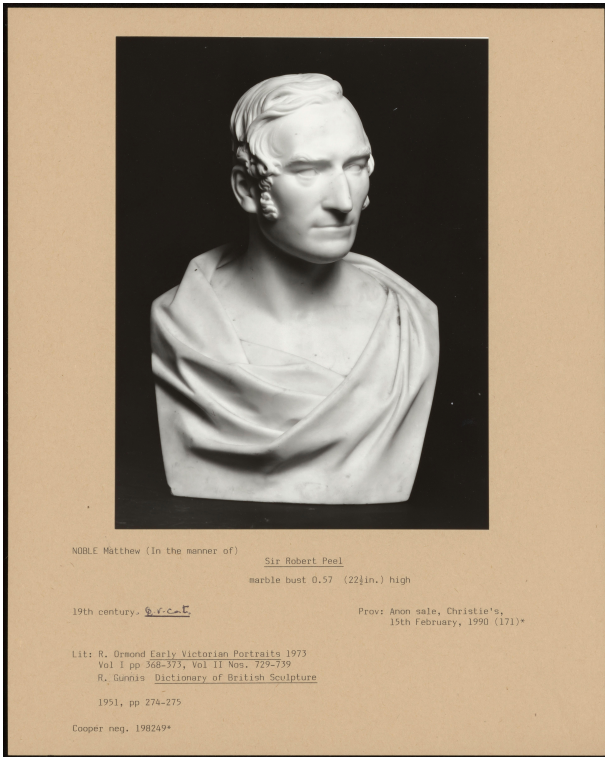 NOBLE Matthew (In the manner of)
Sir Robert Peel
marble bust 0.57 (22½in.) high
19th century.
Prov: Anon sale, Christie's,
15th February, 1990 (171)*
Lit: R. Ormond Early Victorian Portraits 1973
Vol I pp 368-373, Vol II Nos. 729-739
R. Gunnis Dictionary of British Sculpture
1951, pp 274-275
Cooper neg. 198249*